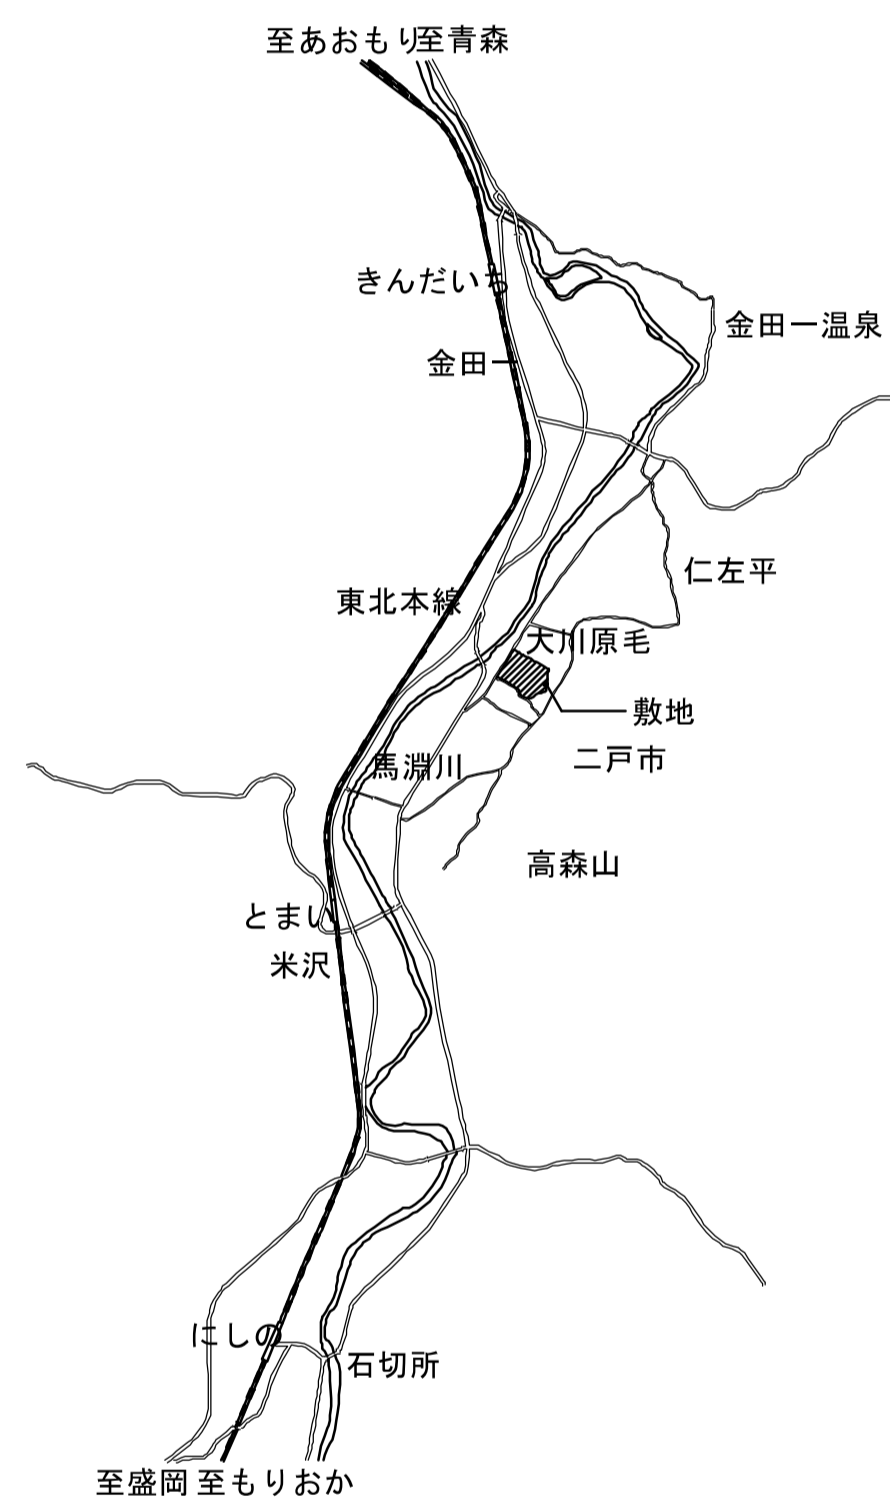 至あおもり
至青森
きんだいち
金田一温泉
金田一
仁左平
東北本線
大川原毛
敷地
二戸市
馬淵川
高森山
とまい
米沢
にしの
石切所
至盛岡
至もりおか